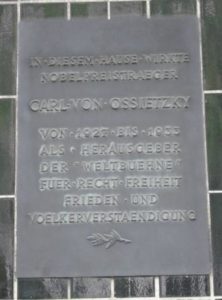 IN · DIESEM · HAUSE · WIRKTE
NOBELPREISTRAEGER
CARL · VON · OSSIETZKY
VON · 1927 · BIS · 1933
ALS · HERAUSGEBER
DER · "WELTBUEHNE"
FUER · RECHT · FREIHEIT
FRIEDEN · UND
VOELKERVERSTAENDIGUNG